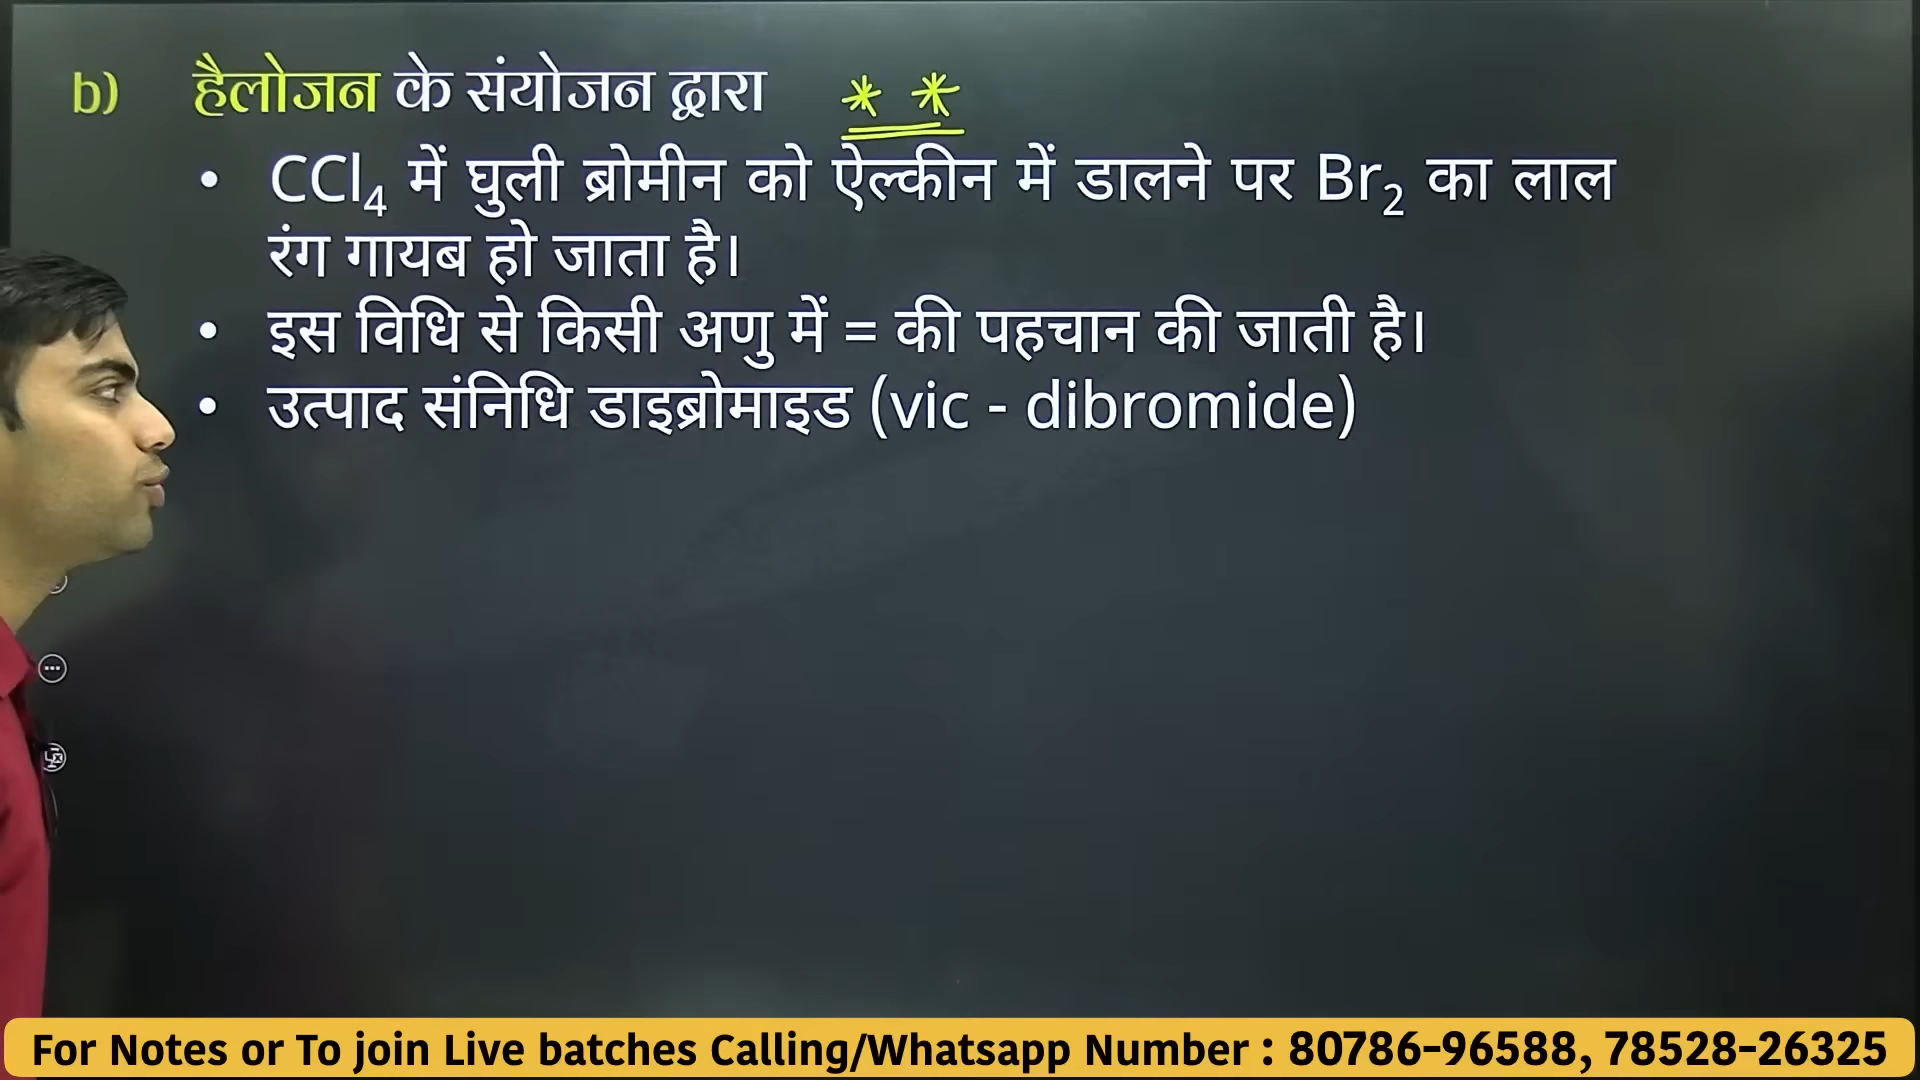 b) हैलोजन के संयोजन द्वारा * *
• CCl₄ में घुली ब्रोमीन को ऐल्कीन में डालने पर Br₂ का लाल
रंग गायब हो जाता है।
• इस विधि से किसी अणु में = की पहचान की जाती है।
• उत्पाद संनिधि डाइब्रोमाइड (vic - dibromide)
For Notes or To join Live batches Calling/Whatsapp Number : 80786-96588, 78528-26325